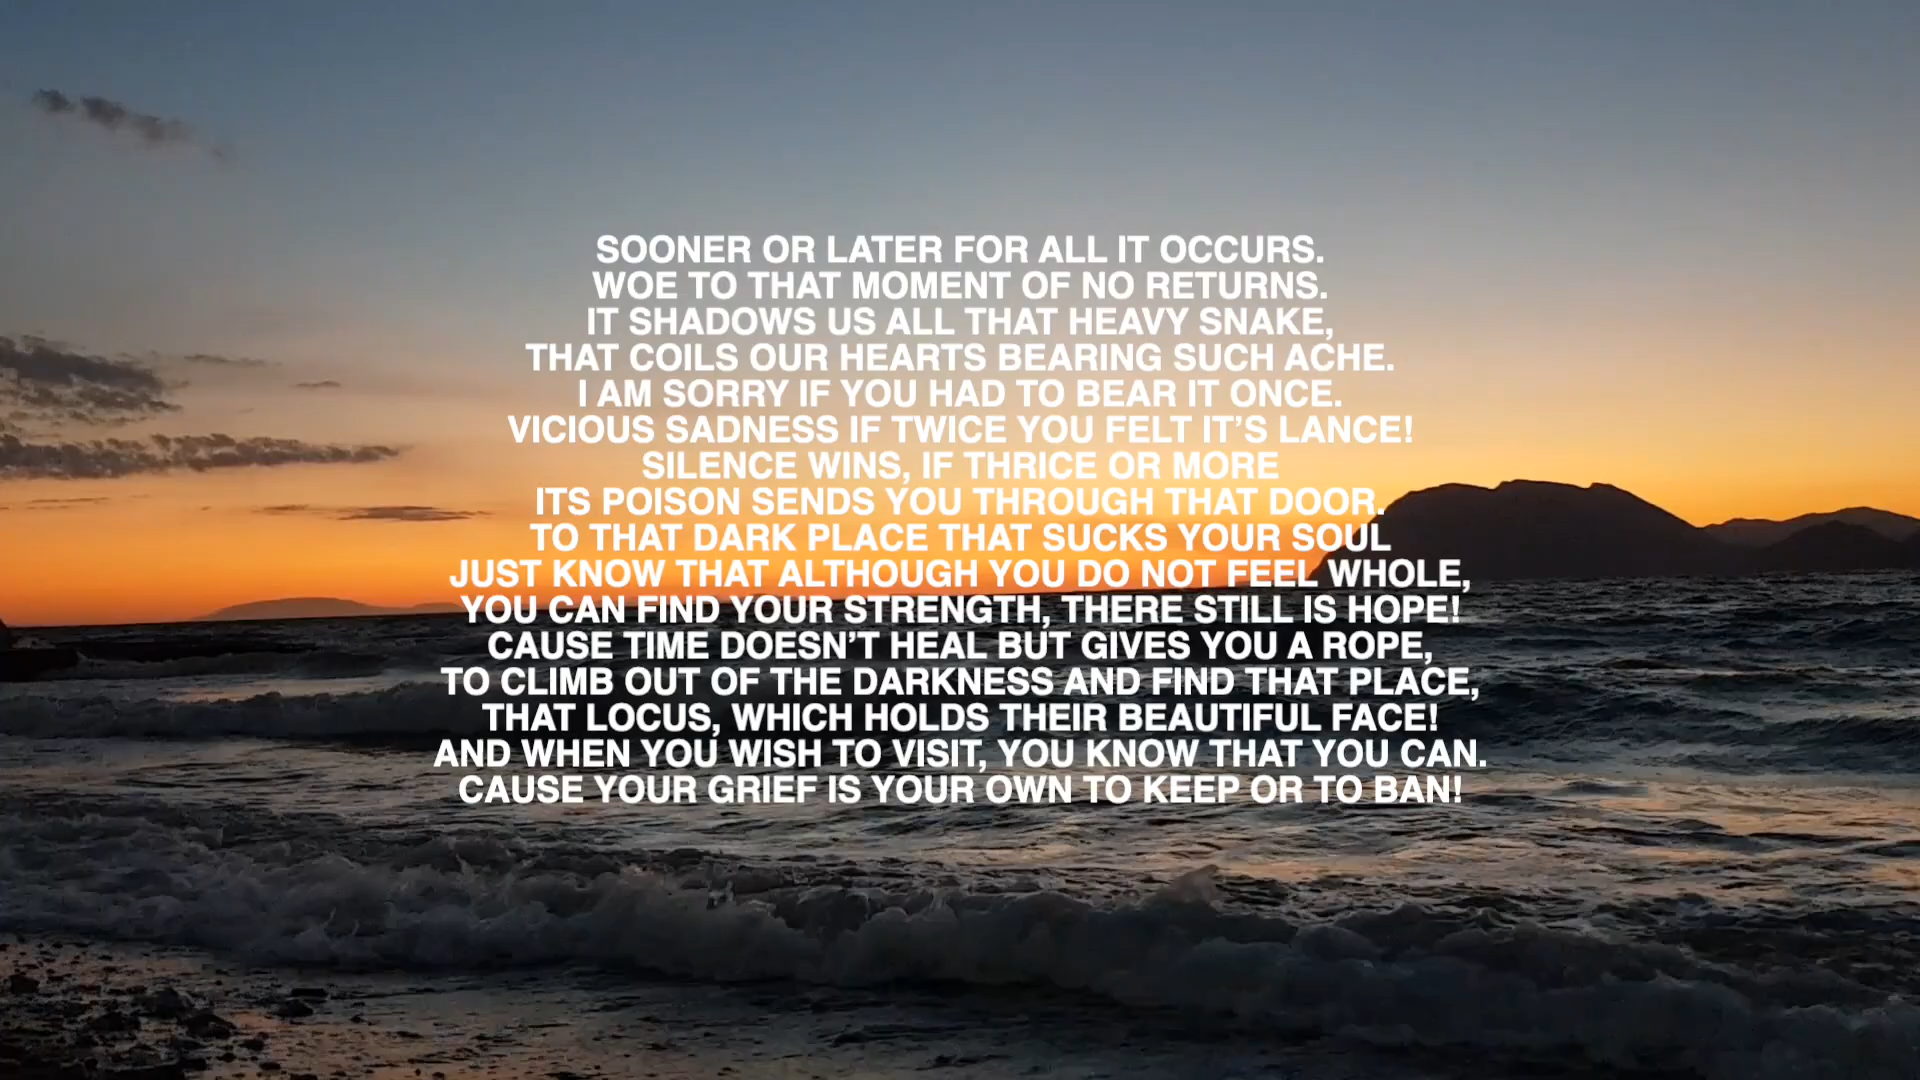 SOONER OR LATER FOR ALL IT OCCURS.
WOE TO THAT MOMENT OF NO RETURNS.
IT SHADOWS US ALL THAT HEAVY SNAKE,
THAT COILS OUR HEARTS BEARING SUCH ACHE.
I AM SORRY IF YOU HAD TO BEAR IT ONCE.
VICIOUS SADNESS IF TWICE YOU FELT IT’S LANCE!
SILENCE WINS, IF THRICE OR MORE
ITS POISON SENDS YOU THROUGH THAT DOOR.
TO THAT DARK PLACE THAT SUCKS YOUR SOUL
JUST KNOW THAT ALTHOUGH YOU DO NOT FEEL WHOLE,
YOU CAN FIND YOUR STRENGTH, THERE STILL IS HOPE!
CAUSE TIME DOESN’T HEAL BUT GIVES YOU A ROPE,
TO CLIMB OUT OF THE DARKNESS AND FIND THAT PLACE,
THAT LOCUS, WHICH HOLDS THEIR BEAUTIFUL FACE!
AND WHEN YOU WISH TO VISIT, YOU KNOW THAT YOU CAN.
CAUSE YOUR GRIEF IS YOUR OWN TO KEEP OR TO BAN!